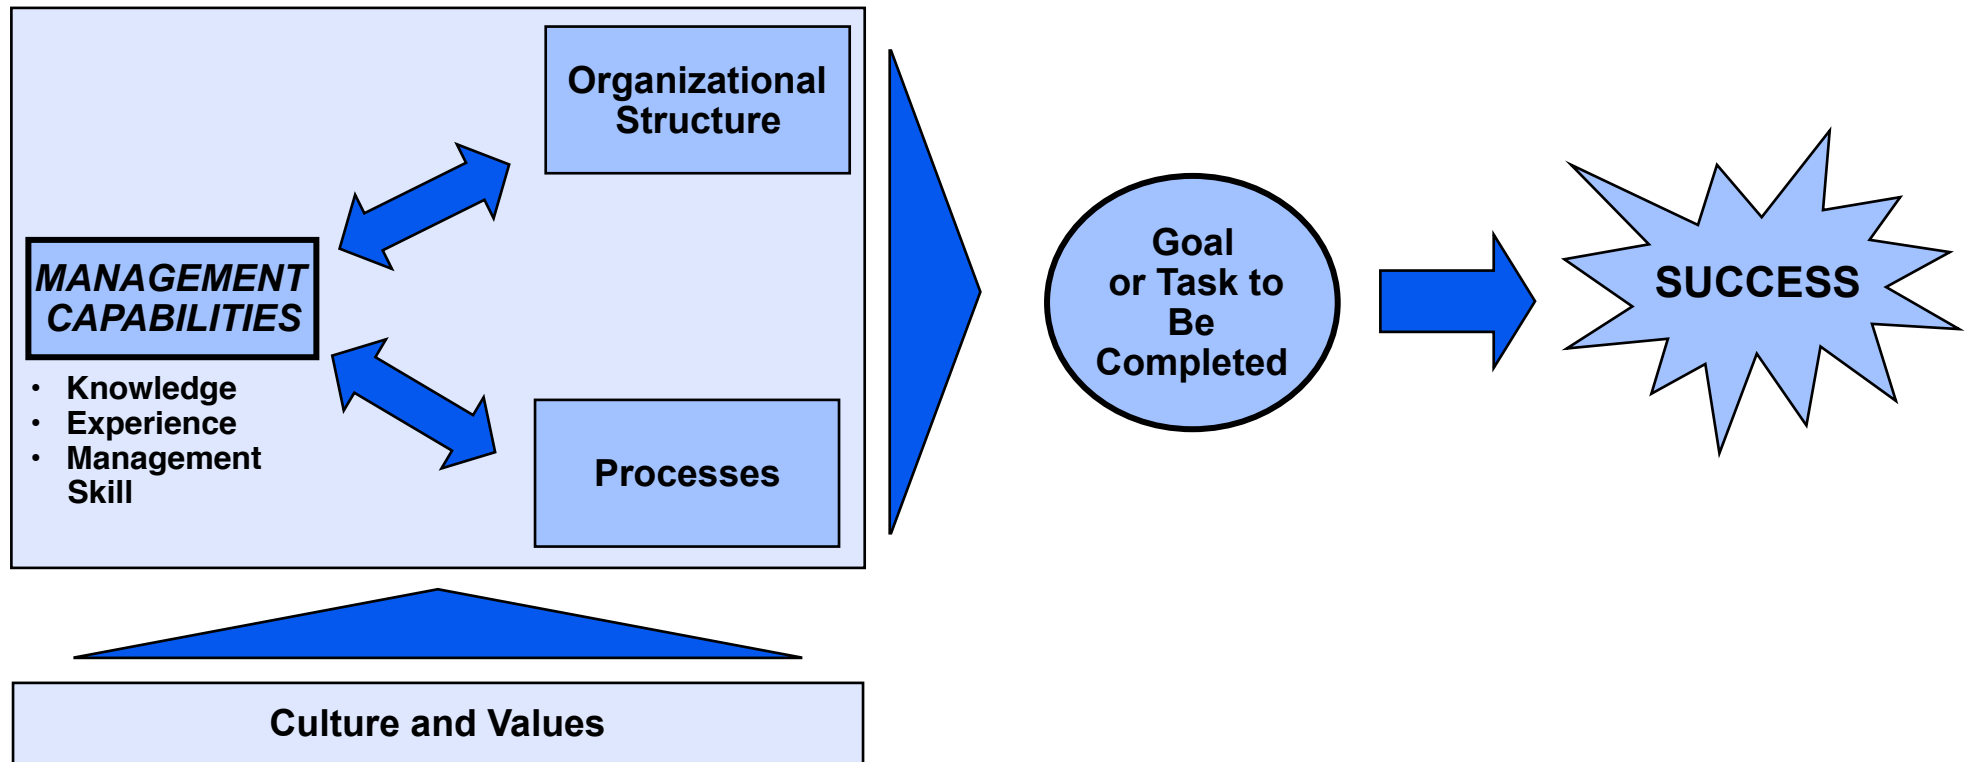 Organizational
Structure
MANAGEMENT
CAPABILITIES
• Knowledge
• Experience
• Management
Skill
Processes
Culture and Values
Goal
or Task to
Be
Completed
SUCCESS